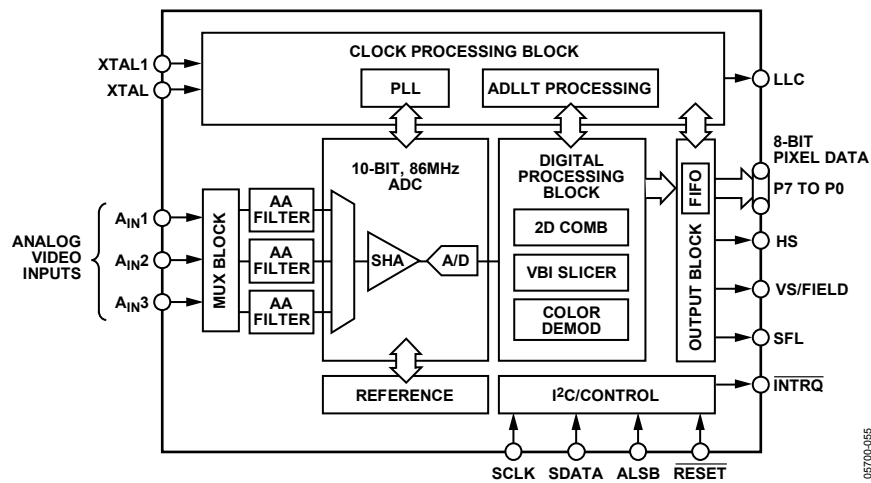 CLOCK PROCESSING BLOCK
XTAL1
XTAL
PLL
ADLLT PROCESSING
LLC
10-BIT, 86MHz
ADC
DIGITAL
PROCESSING
BLOCK
2D COMB
VBI SLICER
COLOR
DEMOD
8-BIT
PIXEL DATA
P7 TO P0
FIFO
OUTPUT BLOCK
HS
VS/FIELD
SFL
ANALOG
VIDEO
INPUTS
AIN1
AIN2
AIN3
MUX BLOCK
AA
FILTER
AA
FILTER
AA
FILTER
SHA
A/D
REFERENCE
I2C/CONTROL
INTRQ
SCLK
SDATA
ALSB
RESET
05700-055